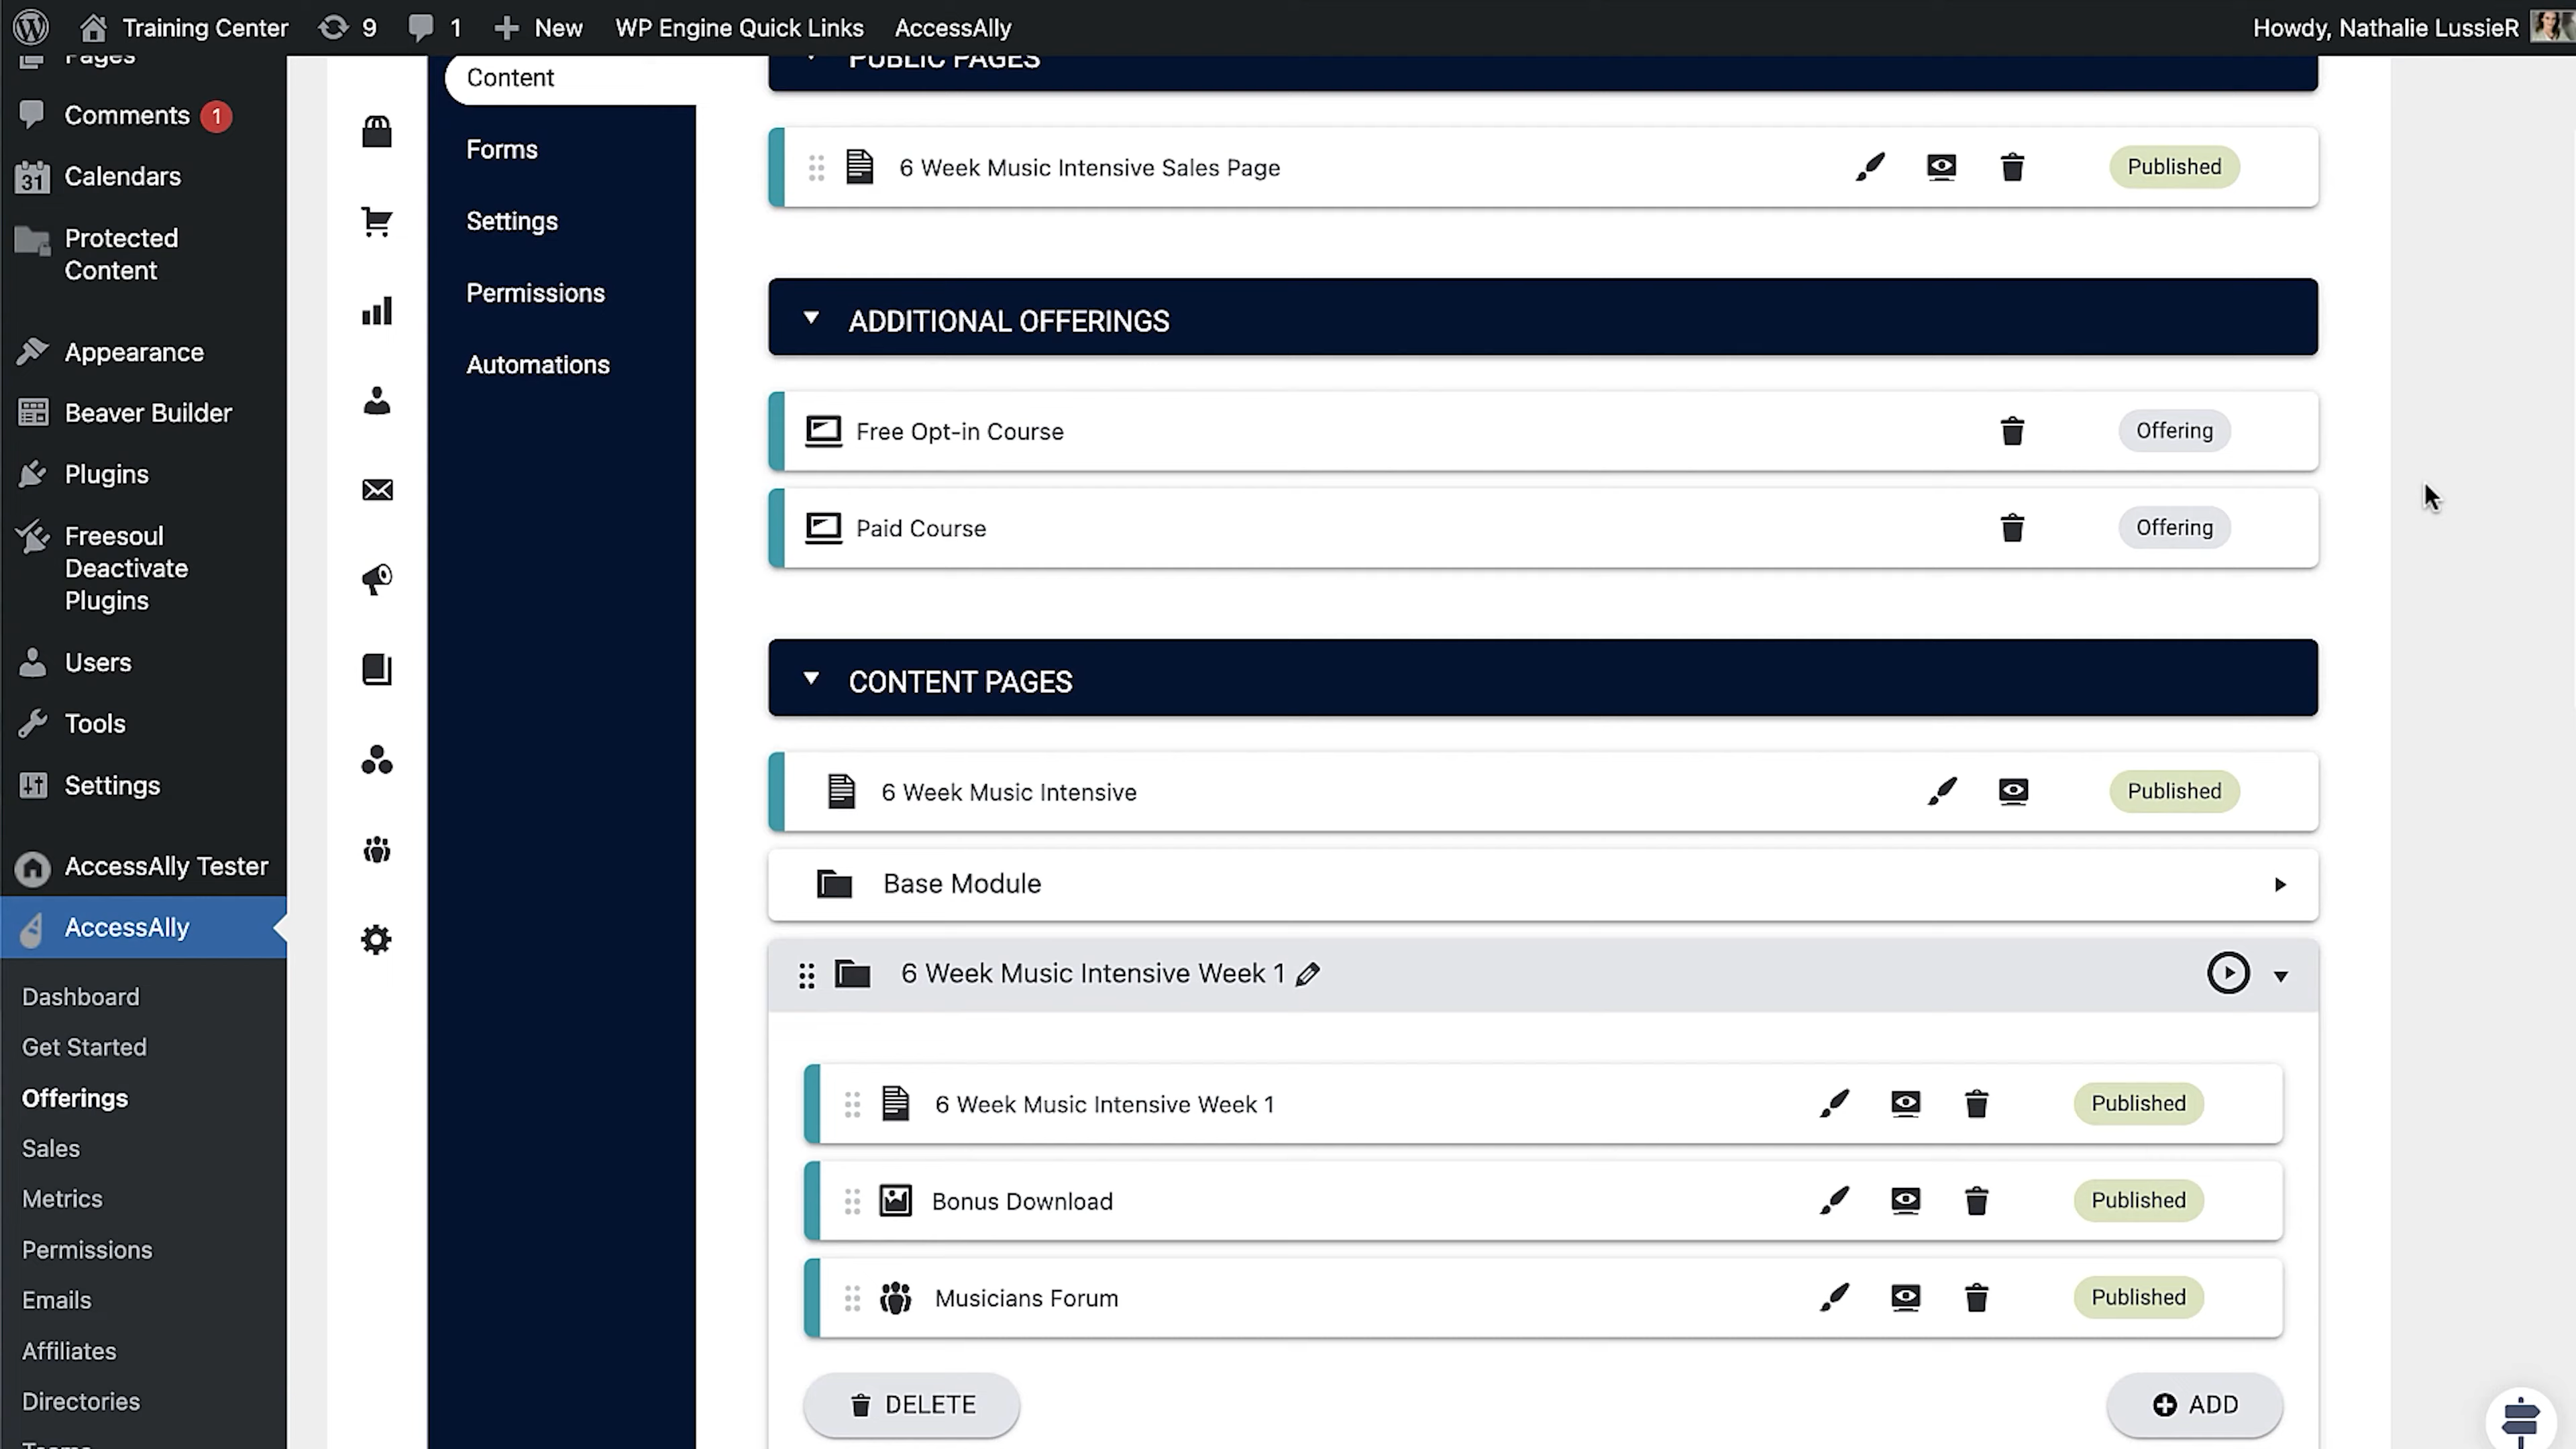 Training Center
9
1
New
WP Engine Quick Links
AccessAlly
Howdy, Nathalie LussieR
Pages
Comments 1
31
Calendars
Protected
Content
Appearance
Beaver Builder
Plugins
Freesoul
Deactivate
Plugins
Users
Tools
Settings
AccessAlly Tester
AccessAlly
Dashboard
Get Started
Offerings
Sales
Metrics
Permissions
Emails
Affiliates
Directories
Content
Forms
Settings
Permissions
Automations
PUBLIC PAGES
6 Week Music Intensive Sales Page
Published
ADDITIONAL OFFERINGS
Free Opt-in Course
Offering
Paid Course
Offering
CONTENT PAGES
6 Week Music Intensive
Published
Base Module
6 Week Music Intensive Week 1
6 Week Music Intensive Week 1
Published
Bonus Download
Published
Musicians Forum
Published
DELETE
ADD